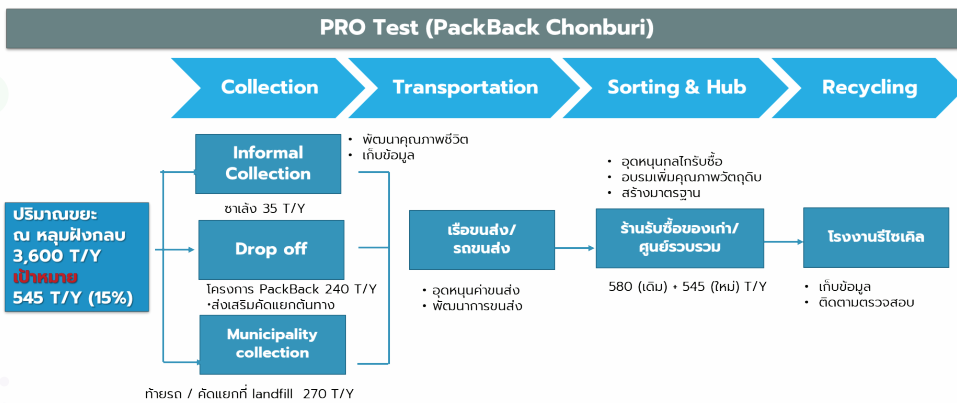 PRO Test (PackBack Chonburi)
Collection
Transportation
Sorting & Hub
Recycling
ปริมาณขยะ
ณ หลุมฝังกลบ
3,600 T/Y
เป้าหมาย
545 T/Y (15%)
Informal
Collection
• พัฒนาคุณภาพชีวิต
• เก็บข้อมูล
ซาเล้ง 35 T/Y
Drop off
โครงการ PackBack 240 T/Y
•ส่งเสริมคัดแยกต้นทาง
Municipality
collection
ท้ายรถ / คัดแยกที่ landfill 270 T/Y
เรือขนส่ง/
รถขนส่ง
• อุดหนุนค่าขนส่ง
• พัฒนาการขนส่ง
• อุดหนุนกลไกรับซื้อ
• อบรมเพิ่มคุณภาพวัตถุดิบ
• สร้างมาตรฐาน
ร้านรับซื้อของเก่า/
ศูนย์รวบรวม
580 (เดิม) + 545 (ใหม่) T/Y
โรงงานรีไซเคิล
• เก็บข้อมูล
• ติดตามตรวจสอบ